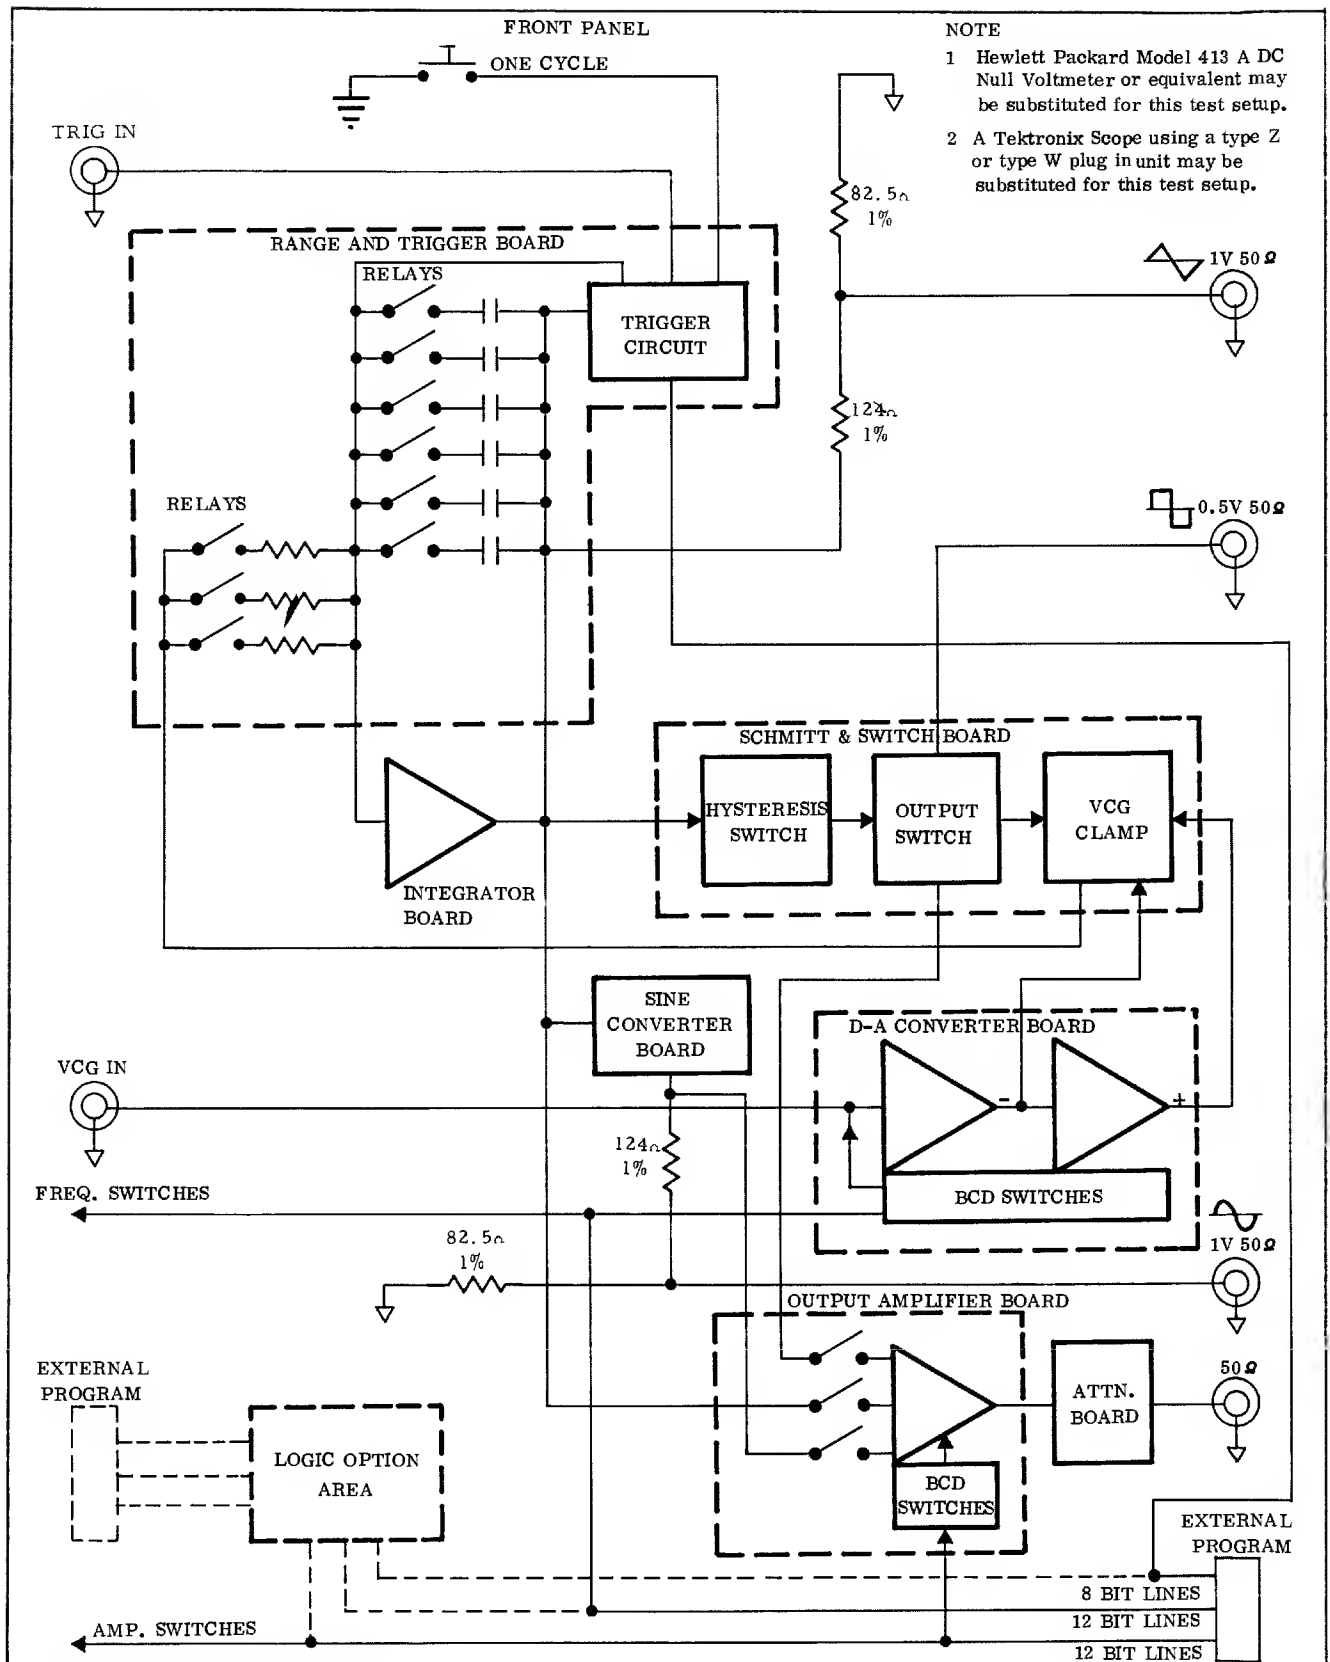 FRONT PANEL
ONE CYCLE
NOTE
1 Hewlett Packard Model 413 A DC
Null Voltmeter or equivalent may
be substituted for this test setup.
2 A Tektronix Scope using a type Z
or type W plug in unit may be
substituted for this test setup.
TRIG IN
82.5Ω
1%
RANGE AND TRIGGER BOARD
RELAYS
1V 50Ω
TRIGGER
CIRCUIT
124Ω
1%
RELAYS
0.5V 50Ω
SCHMITT & SWITCH BOARD
HYSTERESIS
SWITCH
OUTPUT
SWITCH
VCG
CLAMP
INTEGRATOR
BOARD
SINE
CONVERTER
BOARD
D-A CONVERTER BOARD
VCG IN
-
+
124Ω
1%
BCD SWITCHES
FREQ. SWITCHES
82.5Ω
1%
1V 50Ω
OUTPUT AMPLIFIER BOARD
EXTERNAL
PROGRAM
50Ω
ATTN.
BOARD
LOGIC OPTION
AREA
BCD
SWITCHES
EXTERNAL
PROGRAM
8 BIT LINES
12 BIT LINES
AMP. SWITCHES
12 BIT LINES